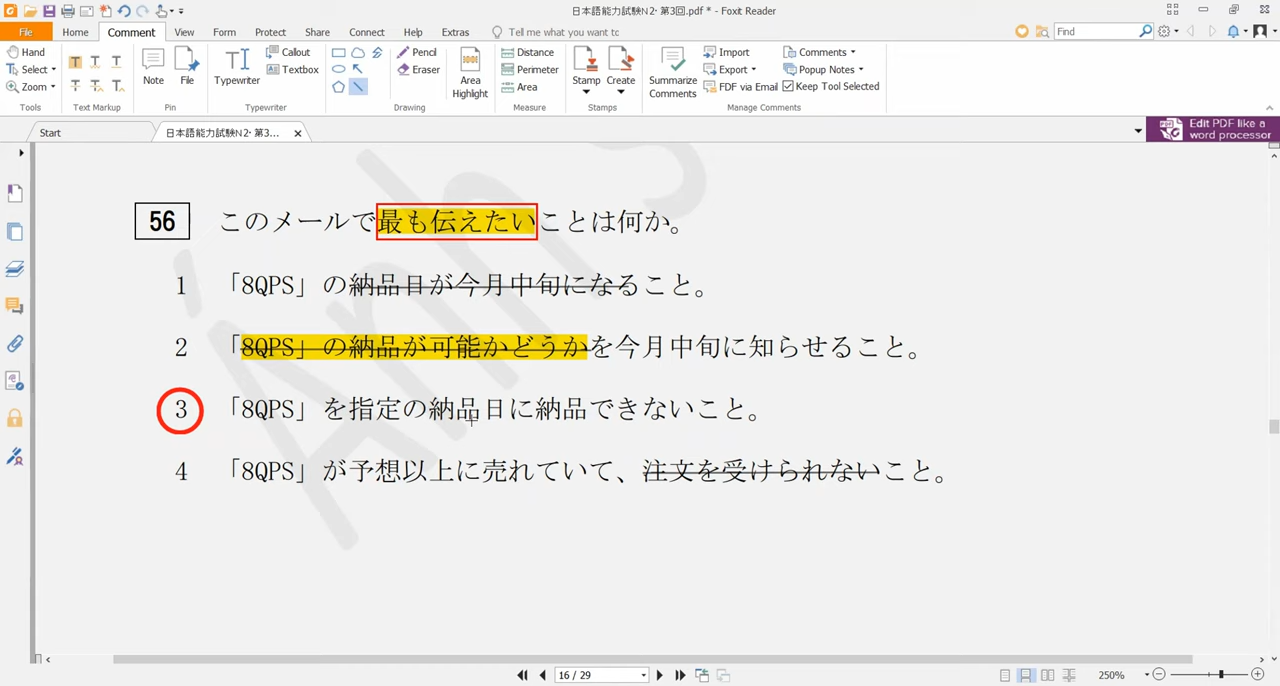 日本語能力試験N2・第3回.pdf * - Foxit Reader
File Home Comment View Form Protect Share Connect Help Extras Tell me what you want tc Find
Hand Select Zoom Tools
Text Markup
Note File Pin
Typewriter Callout Textbox Typewriter
Pencil Eraser Drawing
Area Highlight
Distance Perimeter Area Measure
Stamp Create Stamps
Summarize Comments Import Export FDF via Email Comments Popup Notes Keep Tool Selected Manage Comments
Start 日本語能力試験N2・第3... Edit PDF like a word processor
56 このメールで最も伝えたいことは何か。
1 「8QPS」の納品日が今月中旬になること。
2 「8QPS」の納品が可能かどうかを今月中旬に知らせること。
3 「8QPS」を指定の納品日に納品できないこと。
4 「8QPS」が予想以上に売れていて、注文を受けられないこと。
Ánh s
16 / 29 250%